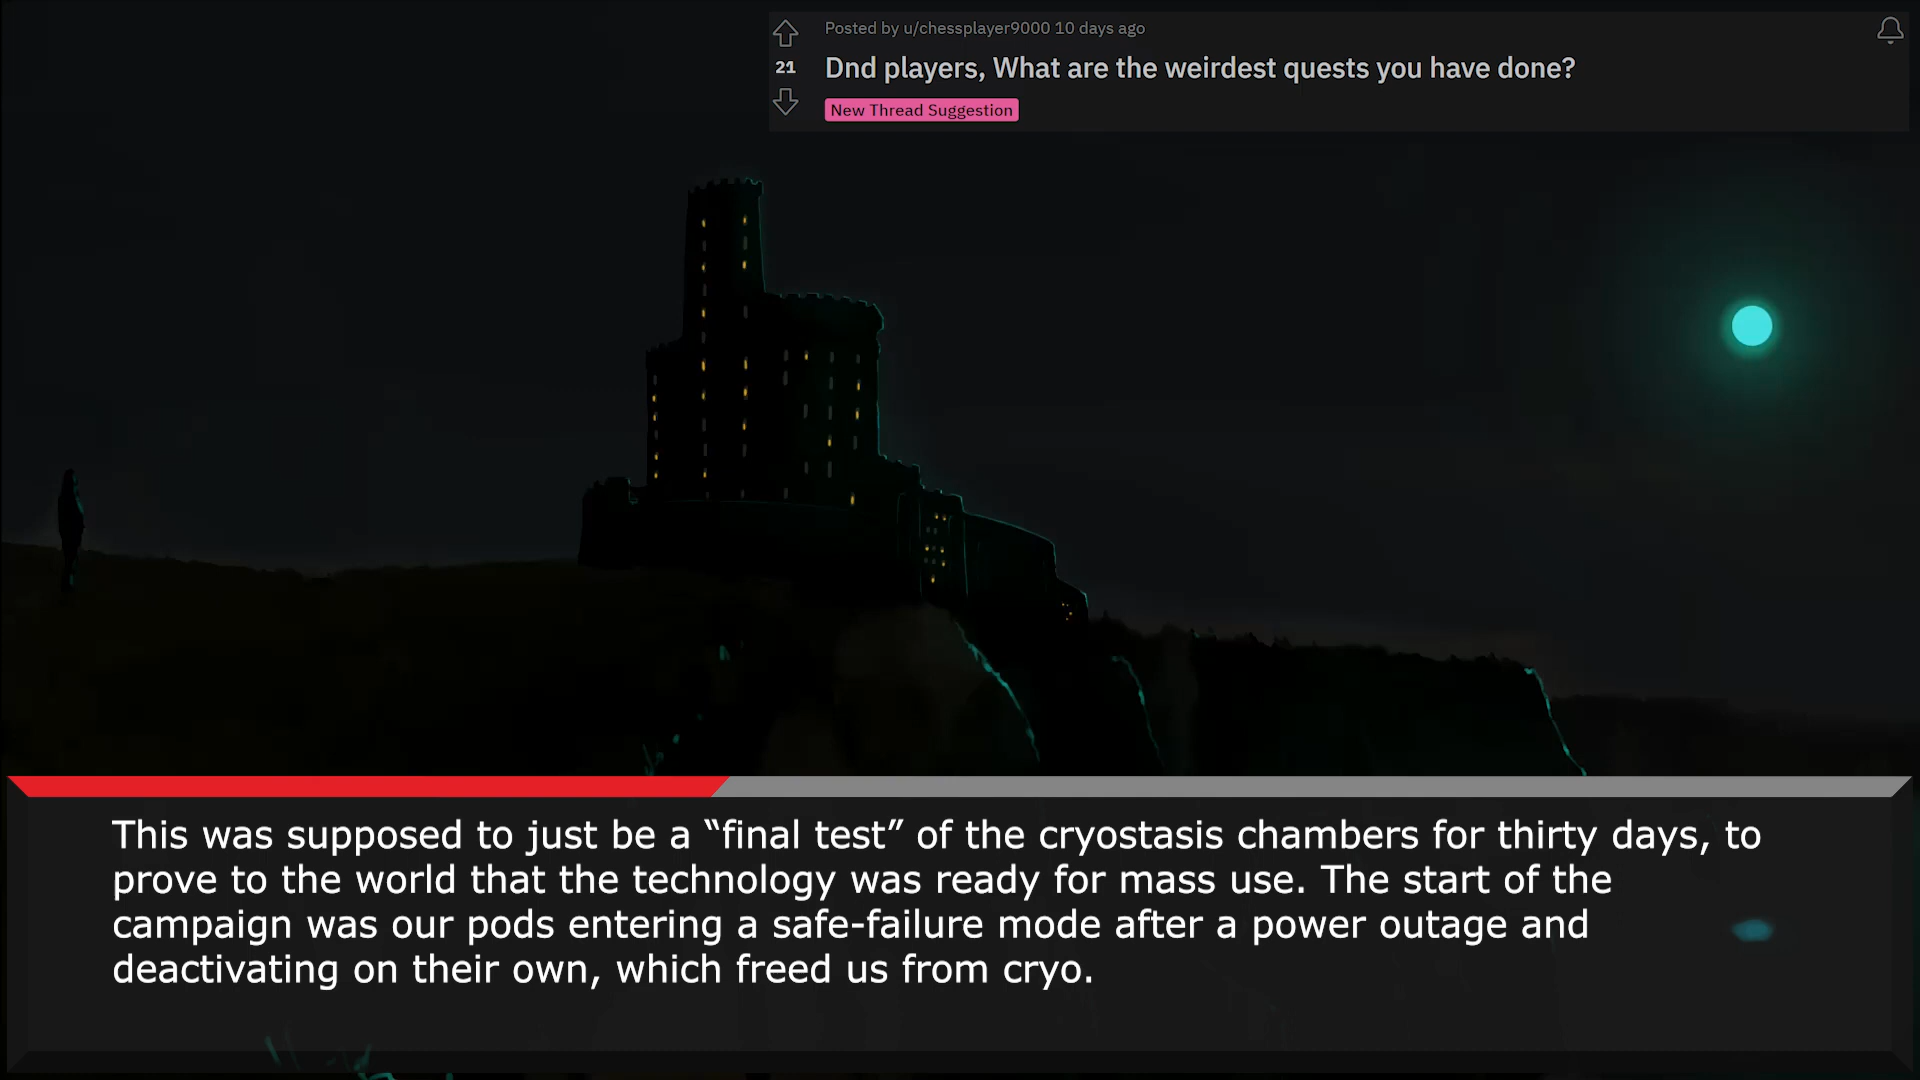 Posted by u/chessplayer9000 10 days ago
21
Dnd players, What are the weirdest quests you have done?
New Thread Suggestion
This was supposed to just be a “final test” of the cryostasis chambers for thirty days, to
prove to the world that the technology was ready for mass use. The start of the
campaign was our pods entering a safe-failure mode after a power outage and
deactivating on their own, which freed us from cryo.